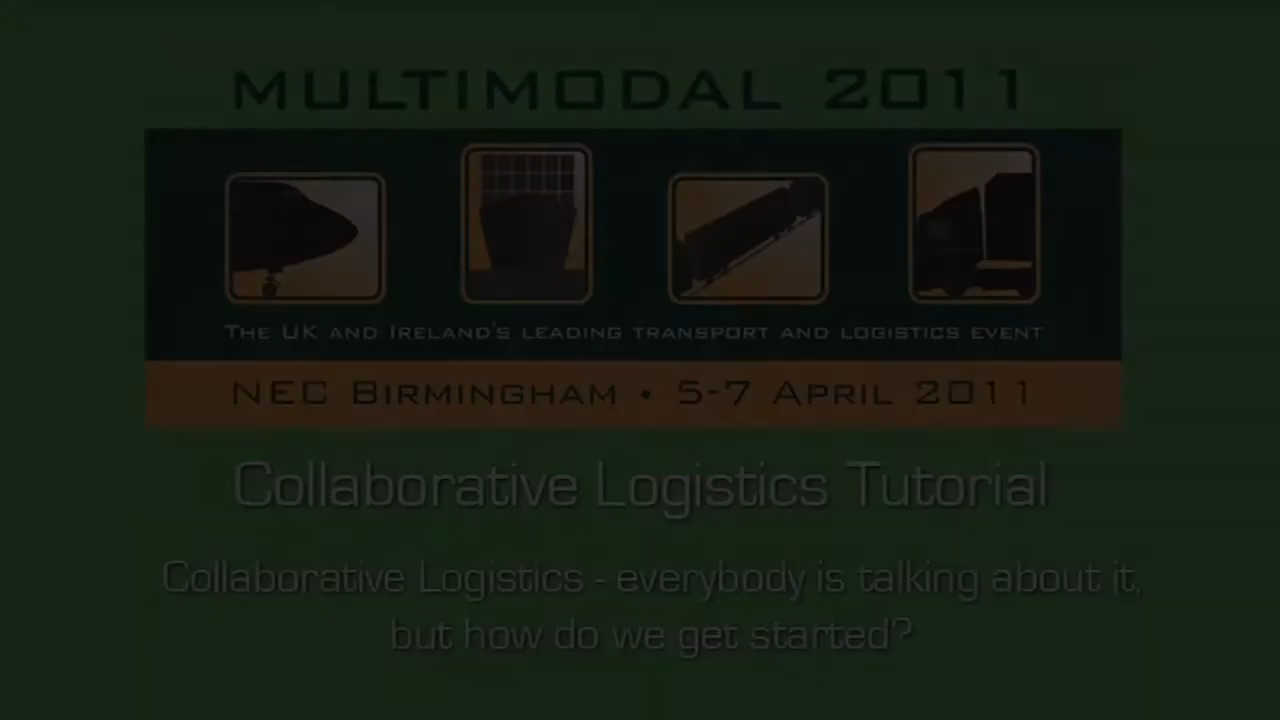 MULTIMODAL 2011
THE UK AND IRELAND'S LEADING TRANSPORT AND LOGISTICS EVENT
NEC BIRMINGHAM • 5-7 APRIL 2011
Collaborative Logistics Tutorial
Collaborative Logistics - everybody is talking about it,
but how do we get started?